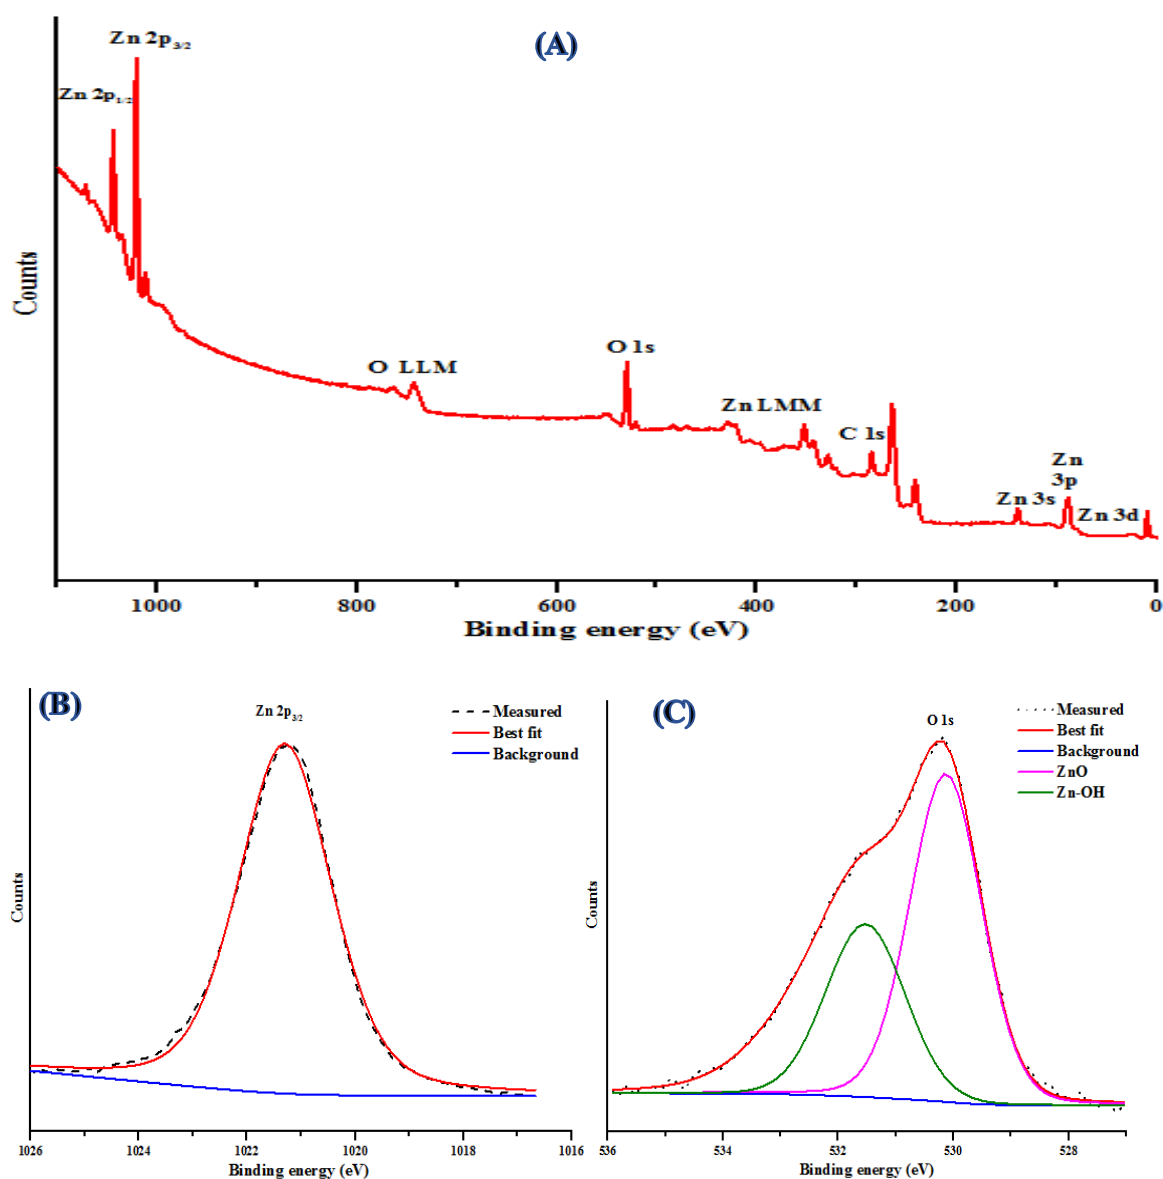 (A)
Zn 2p3/2
Zn 2p1/2
O LLM
O 1s
Zn LMM
C 1s
Zn 3s
Zn
3p
Zn 3d
Counts
1000 800 600 400 200 0
Binding energy (eV)
(B)
Zn 2p3/2
Measured
Best fit
Background
Counts
1026 1024 1022 1020 1018 1016
Binding energy (eV)
(C)
O 1s
Measured
Best fit
Background
ZnO
Zn-OH
Counts
536 534 532 530 528
Binding energy (eV)